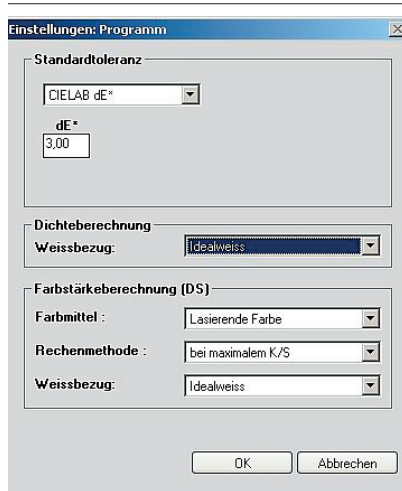 Einstellungen: Programm
Standardtoleranz
CIELAB dE*
dE*
3,00
Dichteberechnung
Weissbezug: Idealweiss
Farbstärkeberechnung (DS)
Farbmittel : Lasierende Farbe
Rechenmethode : bei maximalem K/S
Weissbezug: Idealweiss
OK Abbrechen